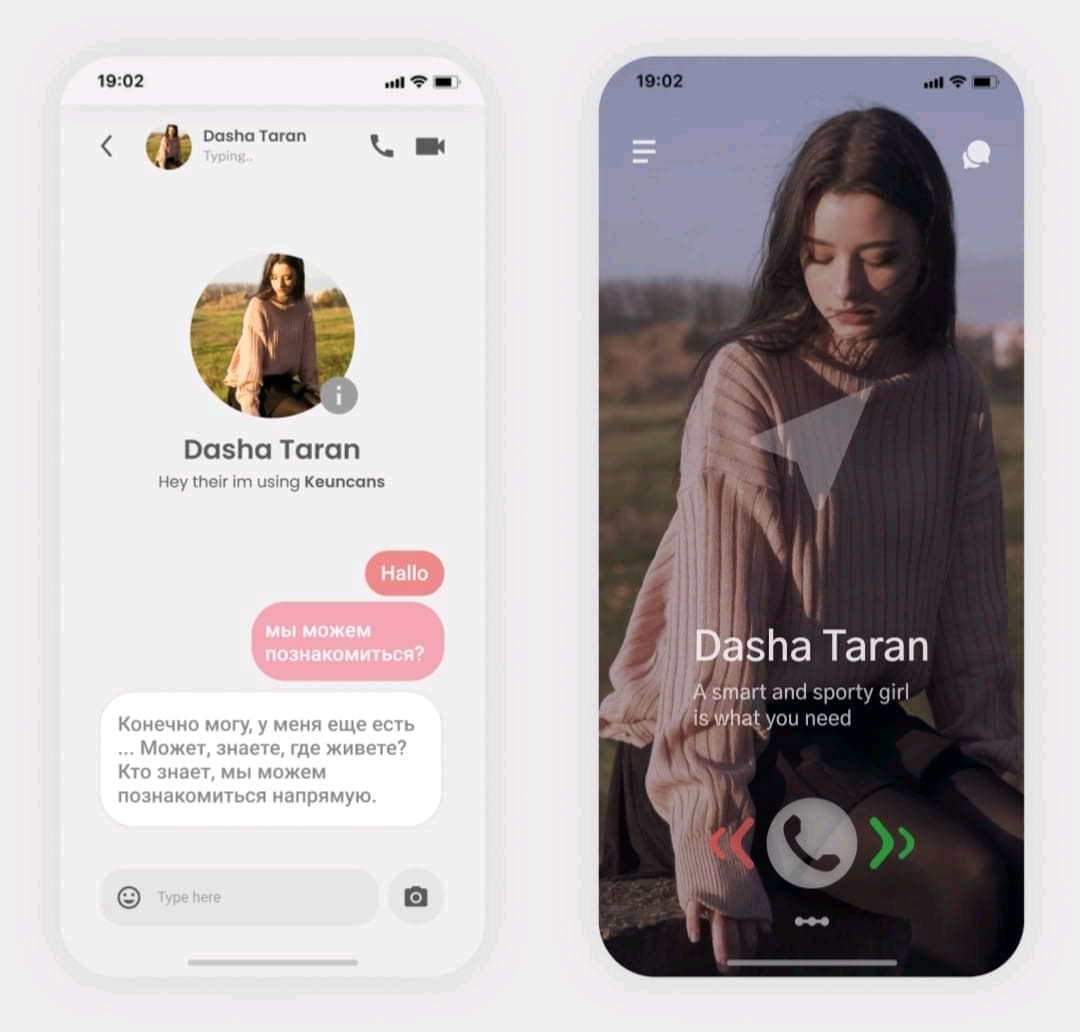 19:02
Dasha Taran
Typing..
Dasha Taran
Hey their im using Keuncans
Hallo
мы можем
познакомиться?
Конечно могу, у меня еще есть
... Может, знаете, где живете?
Кто знает, мы можем
познакомиться напрямую.
Type here
19:02
Dasha Taran
A smart and sporty girl
is what you need